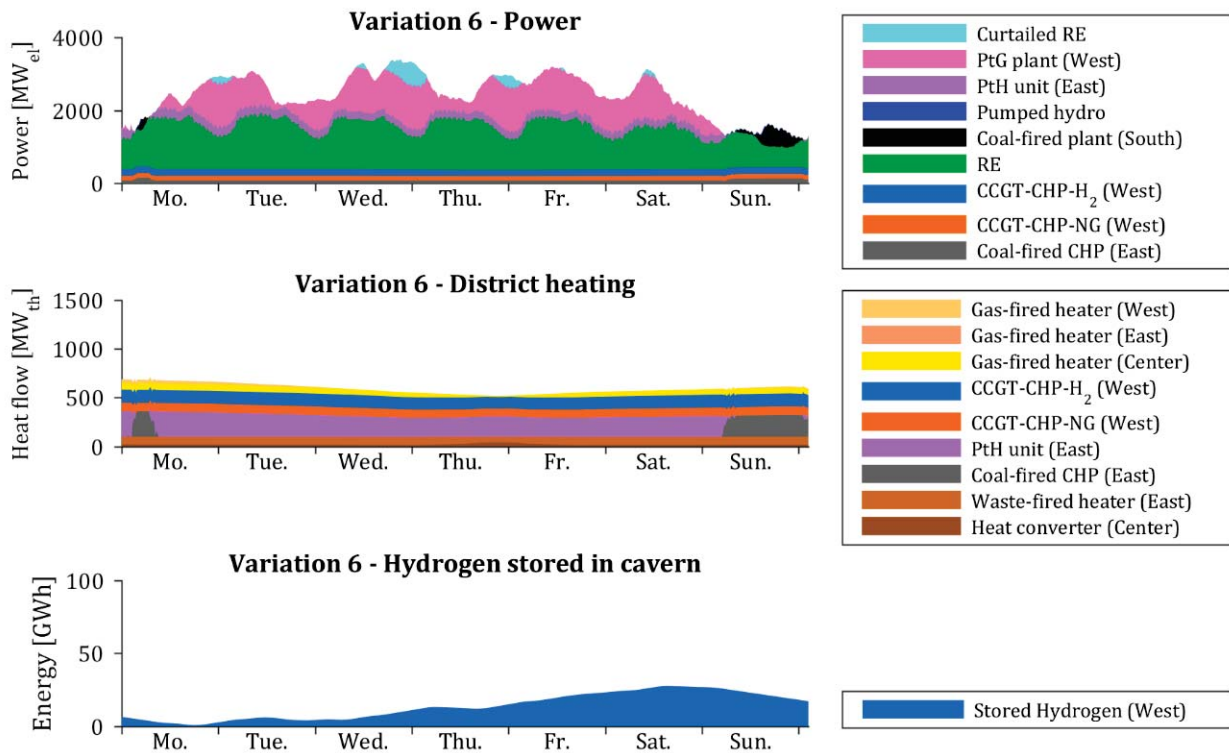 Variation 6 - Power
Power [MWel]
4000
2000
0
Mo. Tue. Wed. Thu. Fr. Sat. Sun.
Curtailed RE
PtG plant (West)
PtH unit (East)
Pumped hydro
Coal-fired plant (South)
RE
CCGT-CHP-H2 (West)
CCGT-CHP-NG (West)
Coal-fired CHP (East)
Variation 6 - District heating
Heat flow [MWth]
1500
1000
500
0
Mo. Tue. Wed. Thu. Fr. Sat. Sun.
Gas-fired heater (West)
Gas-fired heater (East)
Gas-fired heater (Center)
CCGT-CHP-H2 (West)
CCGT-CHP-NG (West)
PtH unit (East)
Coal-fired CHP (East)
Waste-fired heater (East)
Heat converter (Center)
Variation 6 - Hydrogen stored in cavern
Energy [GWh]
100
50
0
Mo. Tue. Wed. Thu. Fr. Sat. Sun.
Stored Hydrogen (West)